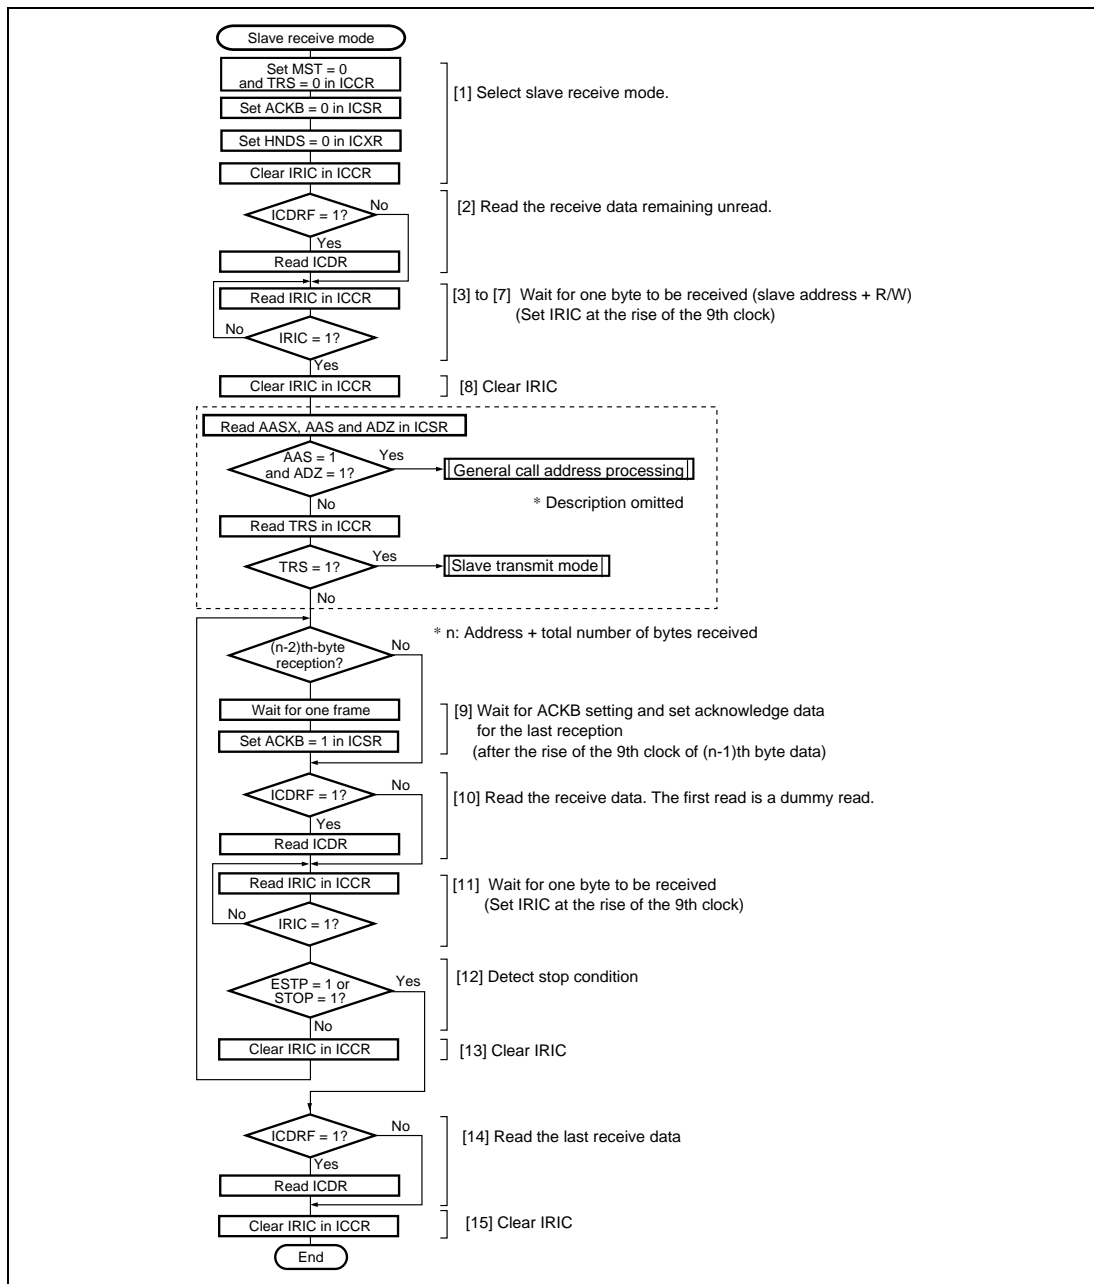 Slave receive mode
Set MST = 0
and TRS = 0 in ICCR
[1] Select slave receive mode.
Set ACKB = 0 in ICSR
Set HNDS = 0 in ICXR
Clear IRIC in ICCR
ICDRF = 1?
No
[2] Read the receive data remaining unread.
Yes
Read ICDR
Read IRIC in ICCR
[3] to [7] Wait for one byte to be received (slave address + R/W)
(Set IRIC at the rise of the 9th clock)
No
IRIC = 1?
Yes
Clear IRIC in ICCR
[8] Clear IRIC
Read AASX, AAS and ADZ in ICSR
AAS = 1
and ADZ = 1?
Yes
General call address processing
No
* Description omitted
Read TRS in ICCR
TRS = 1?
Yes
Slave transmit mode
No
* n: Address + total number of bytes received
(n-2)th-byte
reception?
No
Wait for one frame
[9] Wait for ACKB setting and set acknowledge data
for the last reception
Set ACKB = 1 in ICSR
(after the rise of the 9th clock of (n-1)th byte data)
ICDRF = 1?
No
[10] Read the receive data. The first read is a dummy read.
Yes
Read ICDR
Read IRIC in ICCR
[11] Wait for one byte to be received
(Set IRIC at the rise of the 9th clock)
No
IRIC = 1?
ESTP = 1 or
STOP = 1?
Yes
[12] Detect stop condition
No
Clear IRIC in ICCR
[13] Clear IRIC
ICDRF = 1?
No
[14] Read the last receive data
Yes
Read ICDR
Clear IRIC in ICCR
[15] Clear IRIC
End